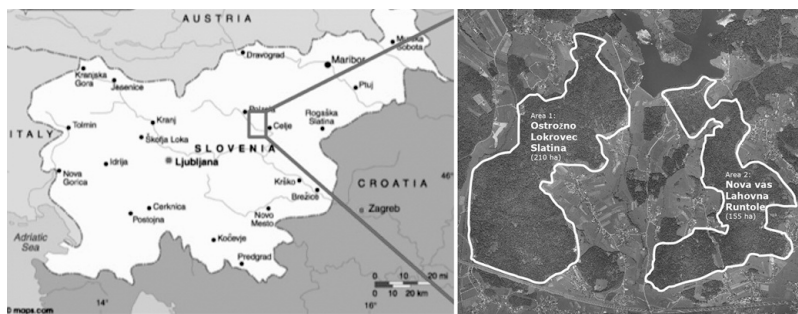 AUSTRIA
Murska
Sobota
Dravograd
Maribor
Kranjska
Gora
Jesenice
Ptuj
Kranj
Rogaška
Slatina
Celje
ITALY
Tolmin
Škofja Loka
SLOVENIA
Idrija
Ljubljana
Nova
Gorica
Krško
CROATIA
46°
Brežice
Zagreb
Cerknica
Postojna
Novo
Mesto
Adriatic
Sea
Kočevje
Predgrad
0 10 20 mi
0 10 20 km
14°
16°
© maps.com
Area 1:
Ostrožno
Lokrovec
Slatina
(210 ha)
Area 2:
Nova vas
Lahovna
Runtole
(155 ha)